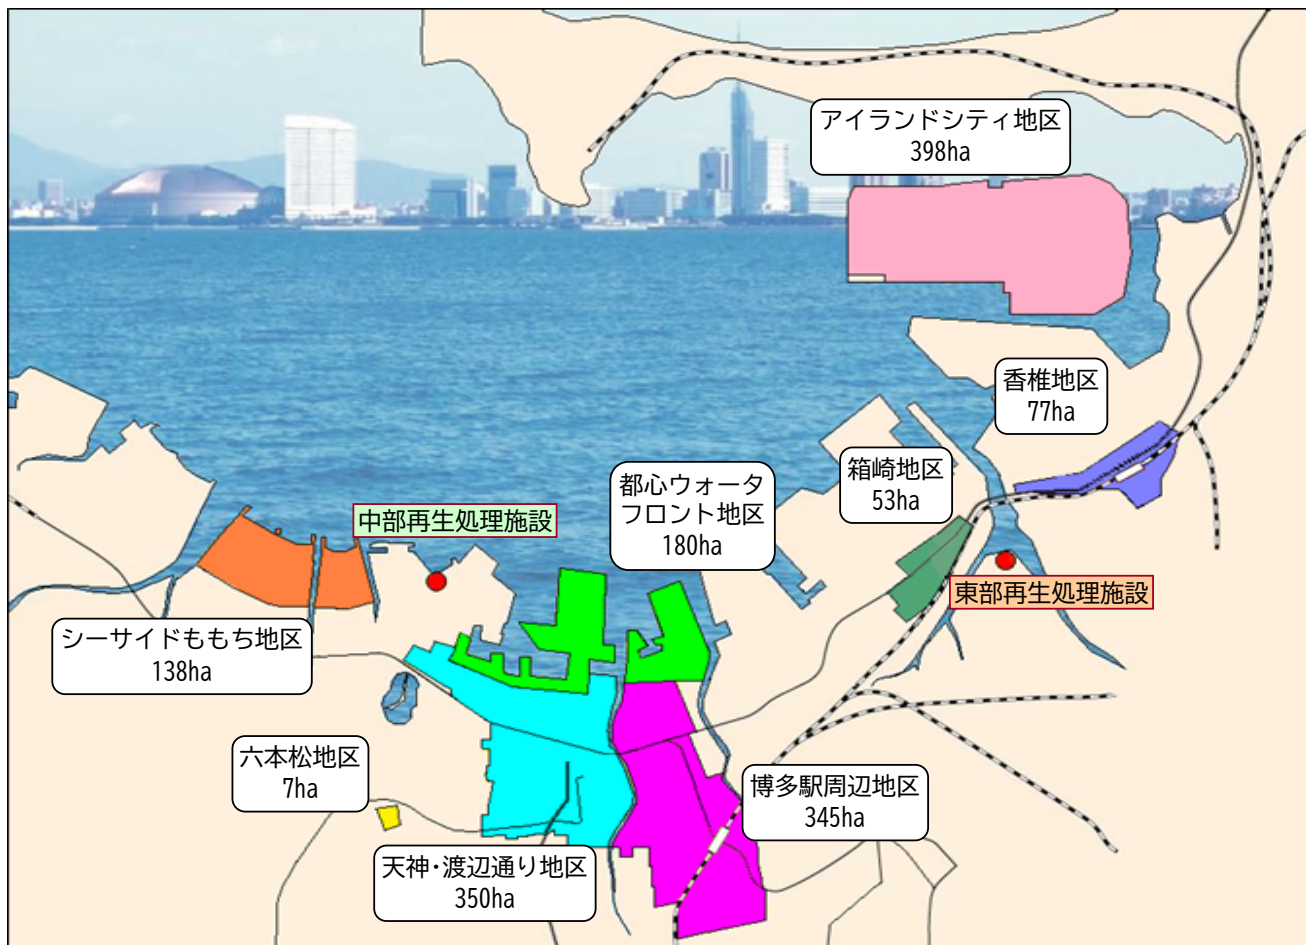 アイランドシティ地区
398ha
香椎地区
77ha
箱崎地区
53ha
都心ウォータ
フロント地区
180ha
中部再生処理施設
東部再生処理施設
シーサイドももち地区
138ha
六本松地区
7ha
博多駅周辺地区
345ha
天神・渡辺通り地区
350ha